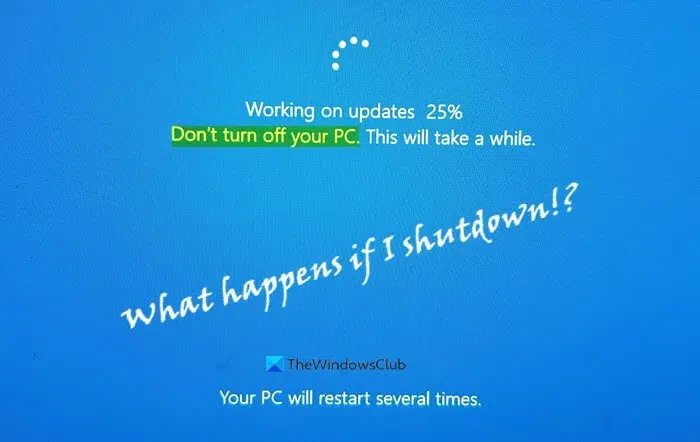 Working on updates 25%
Don't turn off your PC. This will take a while.
What happens if I shutdown!?
TheWindowsClub
Your PC will restart several times.